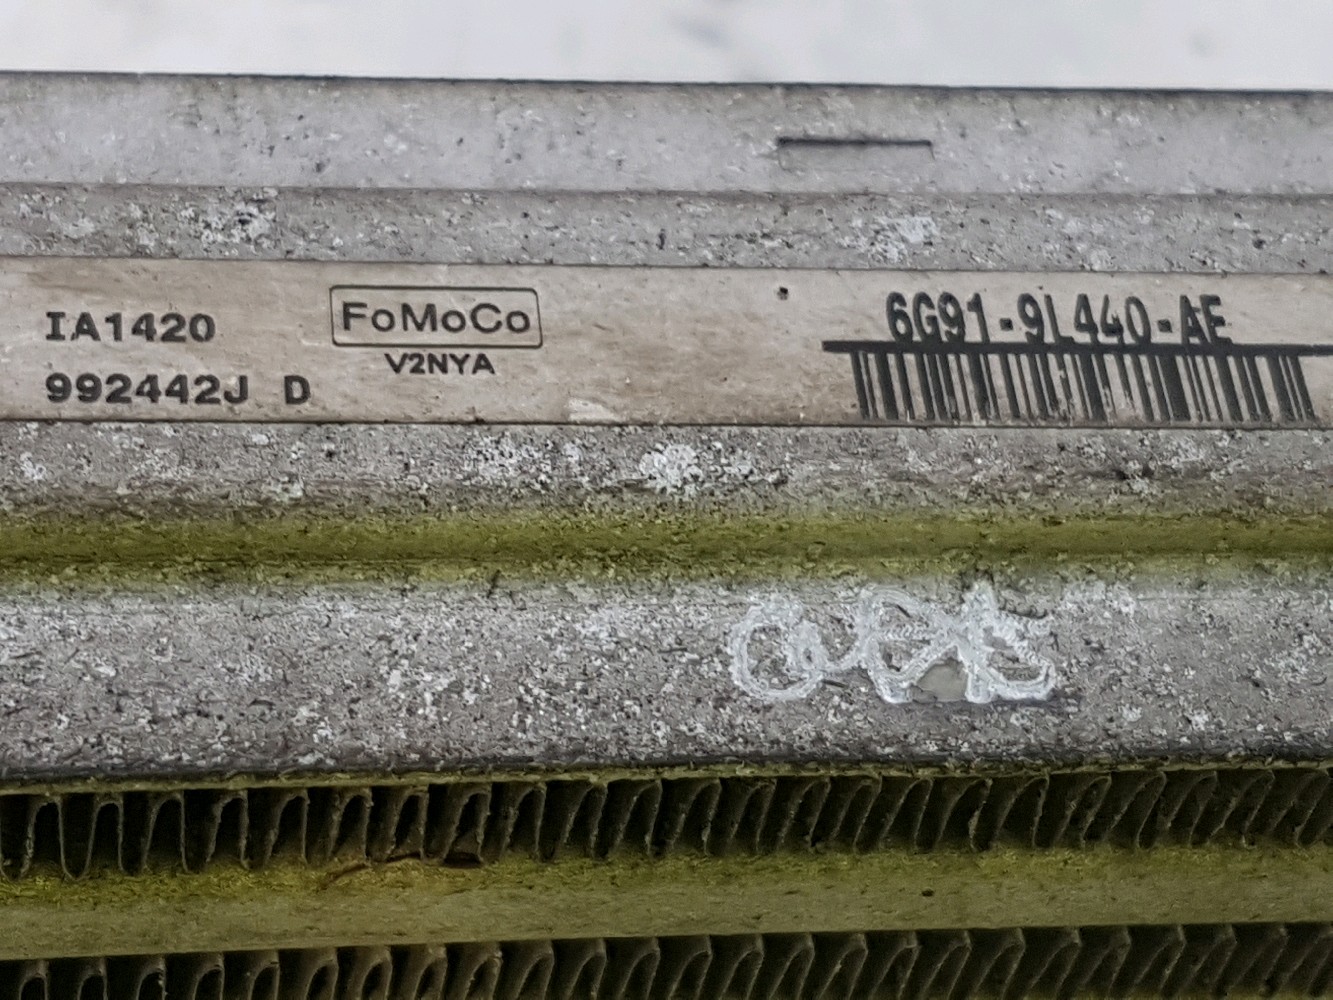 IA1420
992442J D
FoMoCo
V2NYA
6G91-9L440-AE